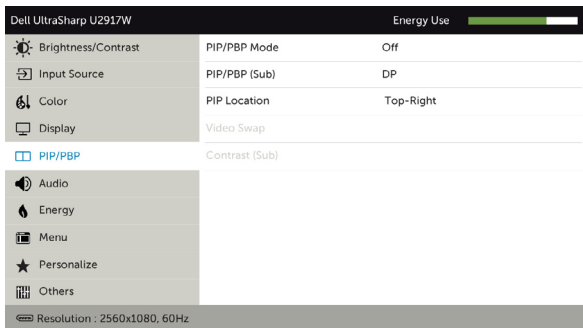 Dell UltraSharp U2917W Energy Use
Brightness/Contrast PIP/PBP Mode Off
Input Source PIP/PBP (Sub) DP
Color PIP Location Top-Right
Display Video Swap
PIP/PBP Contrast (Sub)
Audio
Energy
Menu
Personalize
Others
Resolution : 2560x1080, 60Hz